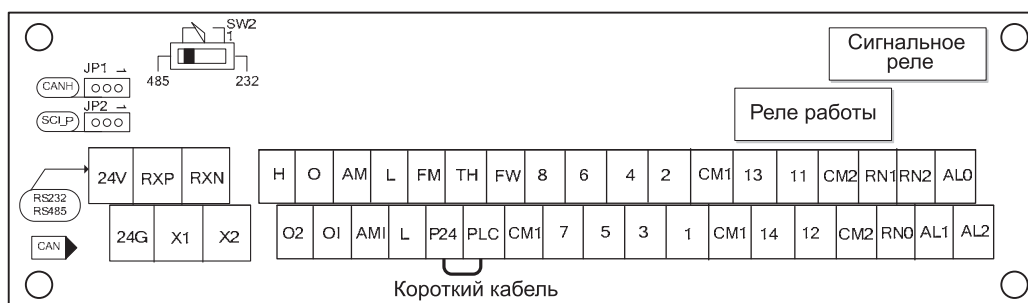 SW2
1
485 232
Сигнальное
реле
JP1 1
CANH
JP2 1
SCI_P
Реле работы
24V RXP RXN
H O AM L FM TH FW 8 6 4 2 CM1 13 11 CM2 RN1 RN2 AL0
RS232
RS485
24G X1 X2
O2 OI AMI L P24 PLC CM1 7 5 3 1 CM1 14 12 CM2 RN0 AL1 AL2
CAN
Короткий кабель